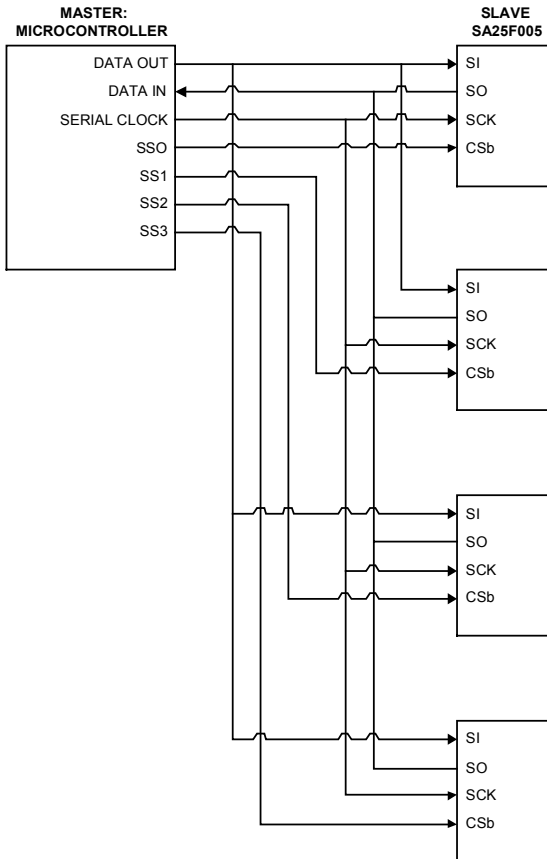 MASTER:
MICROCONTROLLER
DATA OUT
DATA IN
SERIAL CLOCK
SSO
SS1
SS2
SS3
SLAVE
SA25F005
SI
SO
SCK
CSb
SI
SO
SCK
CSb
SI
SO
SCK
CSb
SI
SO
SCK
CSb